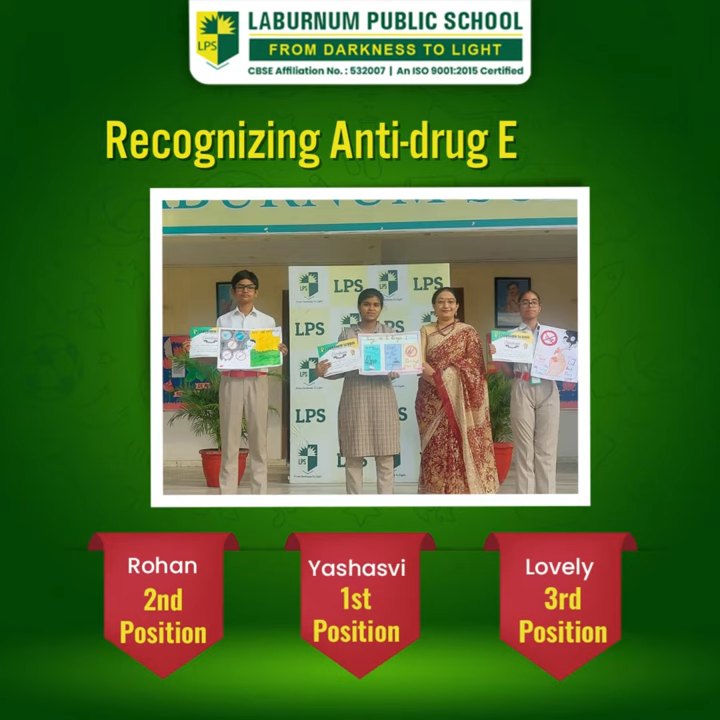 LABURNUM PUBLIC SCHOOL
LPS
FROM DARKNESS TO LIGHT
CBSE Affiliation No. : 532007 | An ISO 9001:2015 Certified
Recognizing Anti-drug E
LPS LPS
LPS
LPS
Rohan
2nd
Position
Yashasvi
1st
Position
Lovely
3rd
Position